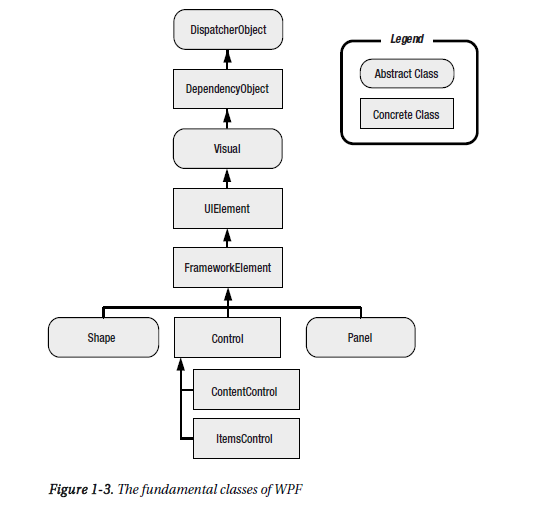 DispatcherObject
Legend
Abstract Class
DependencyObject
Concrete Class
Visual
UIElement
FrameworkElement
Shape
Control
Panel
ContentControl
ItemsControl
Figure 1-3. The fundamental classes of WPF